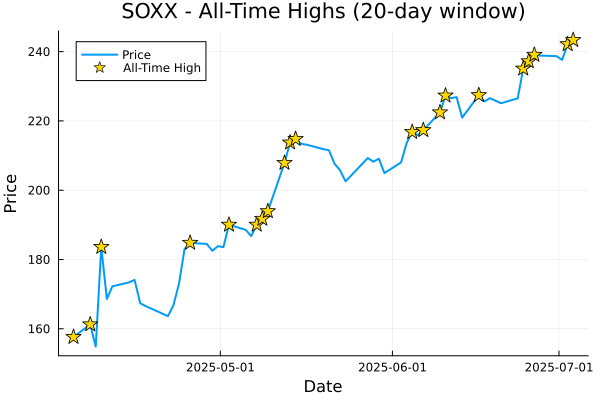 SOXX - All-Time Highs (20-day window)
Price
All-Time High
Price
240
220
200
180
160
2025-05-01
2025-06-01
2025-07-01
Date